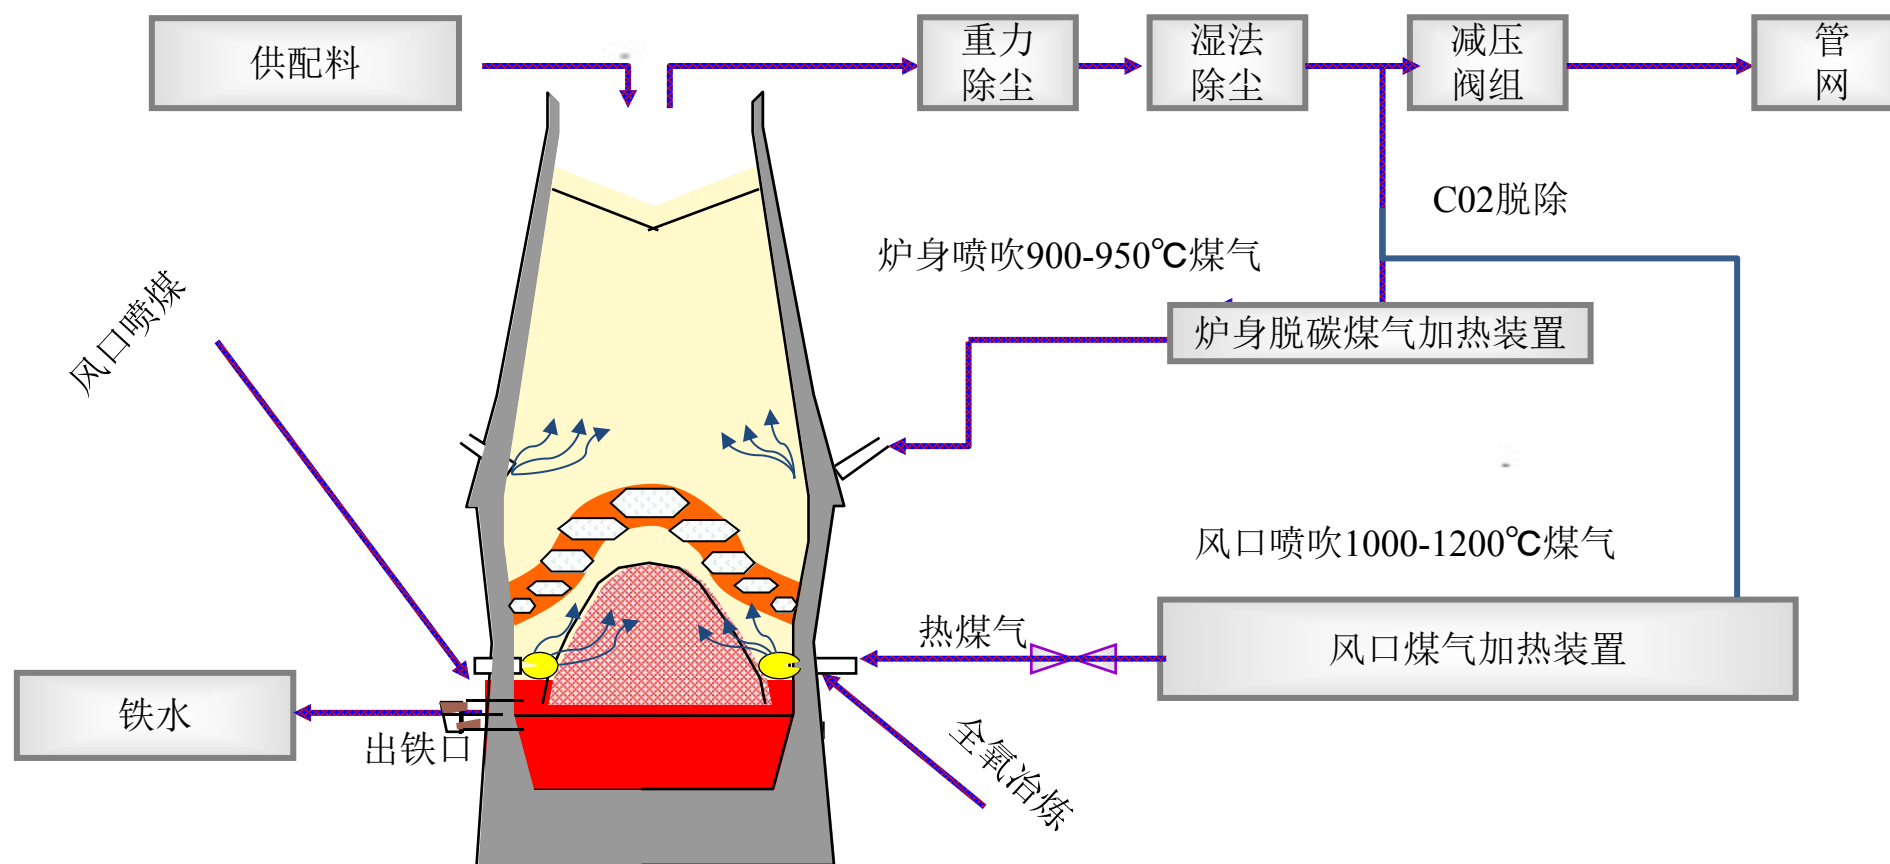 供配料
重力
除尘
湿法
除尘
减压
阀组
管
网
C02脱除
炉身喷吹900-950℃煤气
炉身脱碳煤气加热装置
风口喷煤
风口喷吹1000-1200℃煤气
热煤气
风口煤气加热装置
铁水
出铁口
全氧冶炼